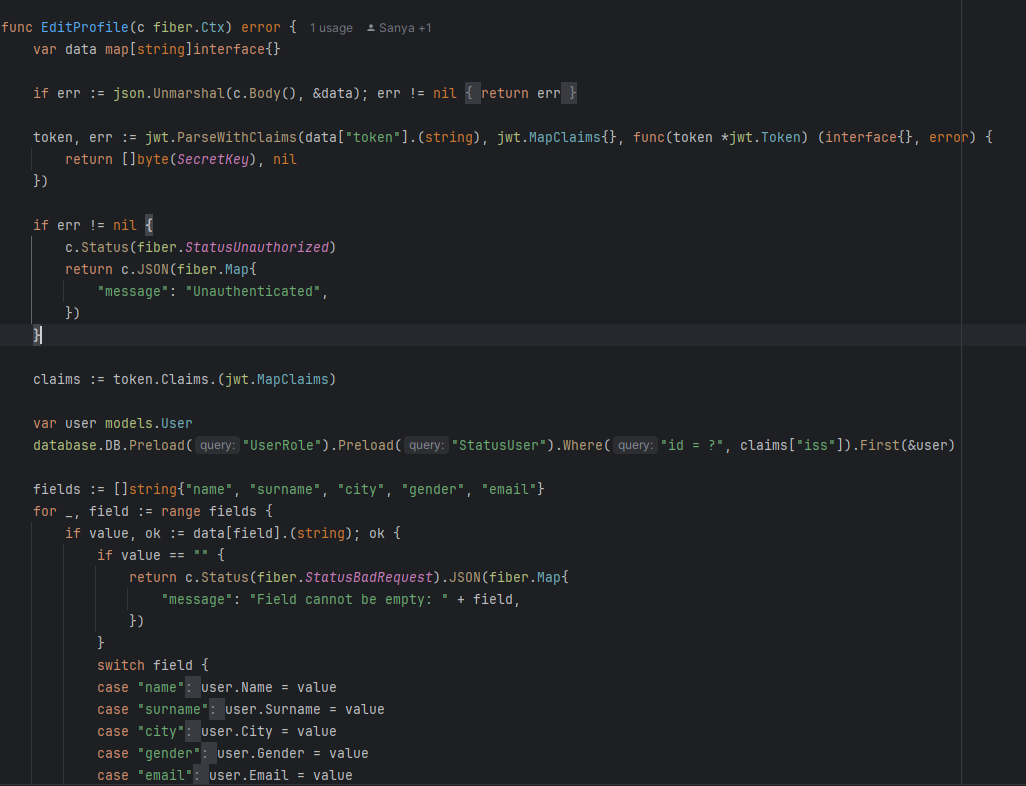 func EditProfile(c fiber.Ctx) error { 1 usage Sanya +1
    var data map[string]interface{}

    if err := json.Unmarshal(c.Body(), &data); err != nil { return err }

    token, err := jwt.ParseWithClaims(data["token"].(string), jwt.MapClaims{}, func(token *jwt.Token) (interface{}, error) {
        return []byte(SecretKey), nil
    })

    if err != nil {
        c.Status(fiber.StatusUnauthorized)
        return c.JSON(fiber.Map{
            "message": "Unauthenticated",
        })
    }

    claims := token.Claims.(jwt.MapClaims)

    var user models.User
    database.DB.Preload( query: "UserRole").Preload( query: "StatusUser").Where( query: "id = ?", claims["iss"]).First(&user)

    fields := []string{"name", "surname", "city", "gender", "email"}
    for _, field := range fields {
        if value, ok := data[field].(string); ok {
            if value == "" {
                return c.Status(fiber.StatusBadRequest).JSON(fiber.Map{
                    "message": "Field cannot be empty: " + field,
                })
            }
            switch field {
            case "name": user.Name = value
            case "surname": user.Surname = value
            case "city": user.City = value
            case "gender": user.Gender = value
            case "email": user.Email = value